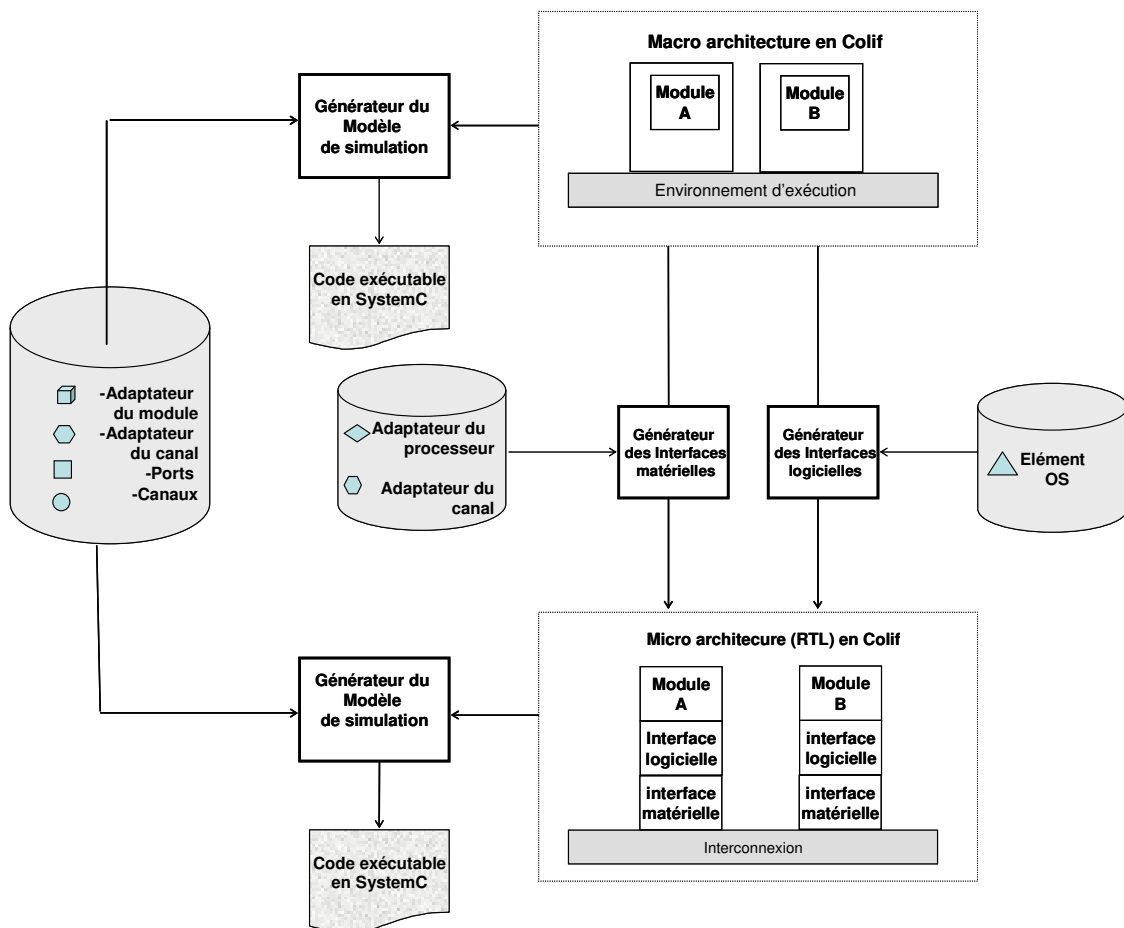 Macro architecture en Colif
Module
A
Module
B
Environnement d'exécution
Générateur du
Modèle
de simulation
Code exécutable
en SystemC
-Adaptateur
du module
-Adaptateur
du canal
-Ports
-Canaux
Adaptateur du
processeur
Adaptateur du
canal
Générateur
des Interfaces
matérielles
Générateur
des Interfaces
logicielles
Elément
OS
Micro architecure (RTL) en Colif
Générateur du
Modèle
de simulation
Module
A
Interface
logicielle
interface
matérielle
Module
B
interface
logicielle
interface
matérielle
Interconnexion
Code exécutable
en SystemC